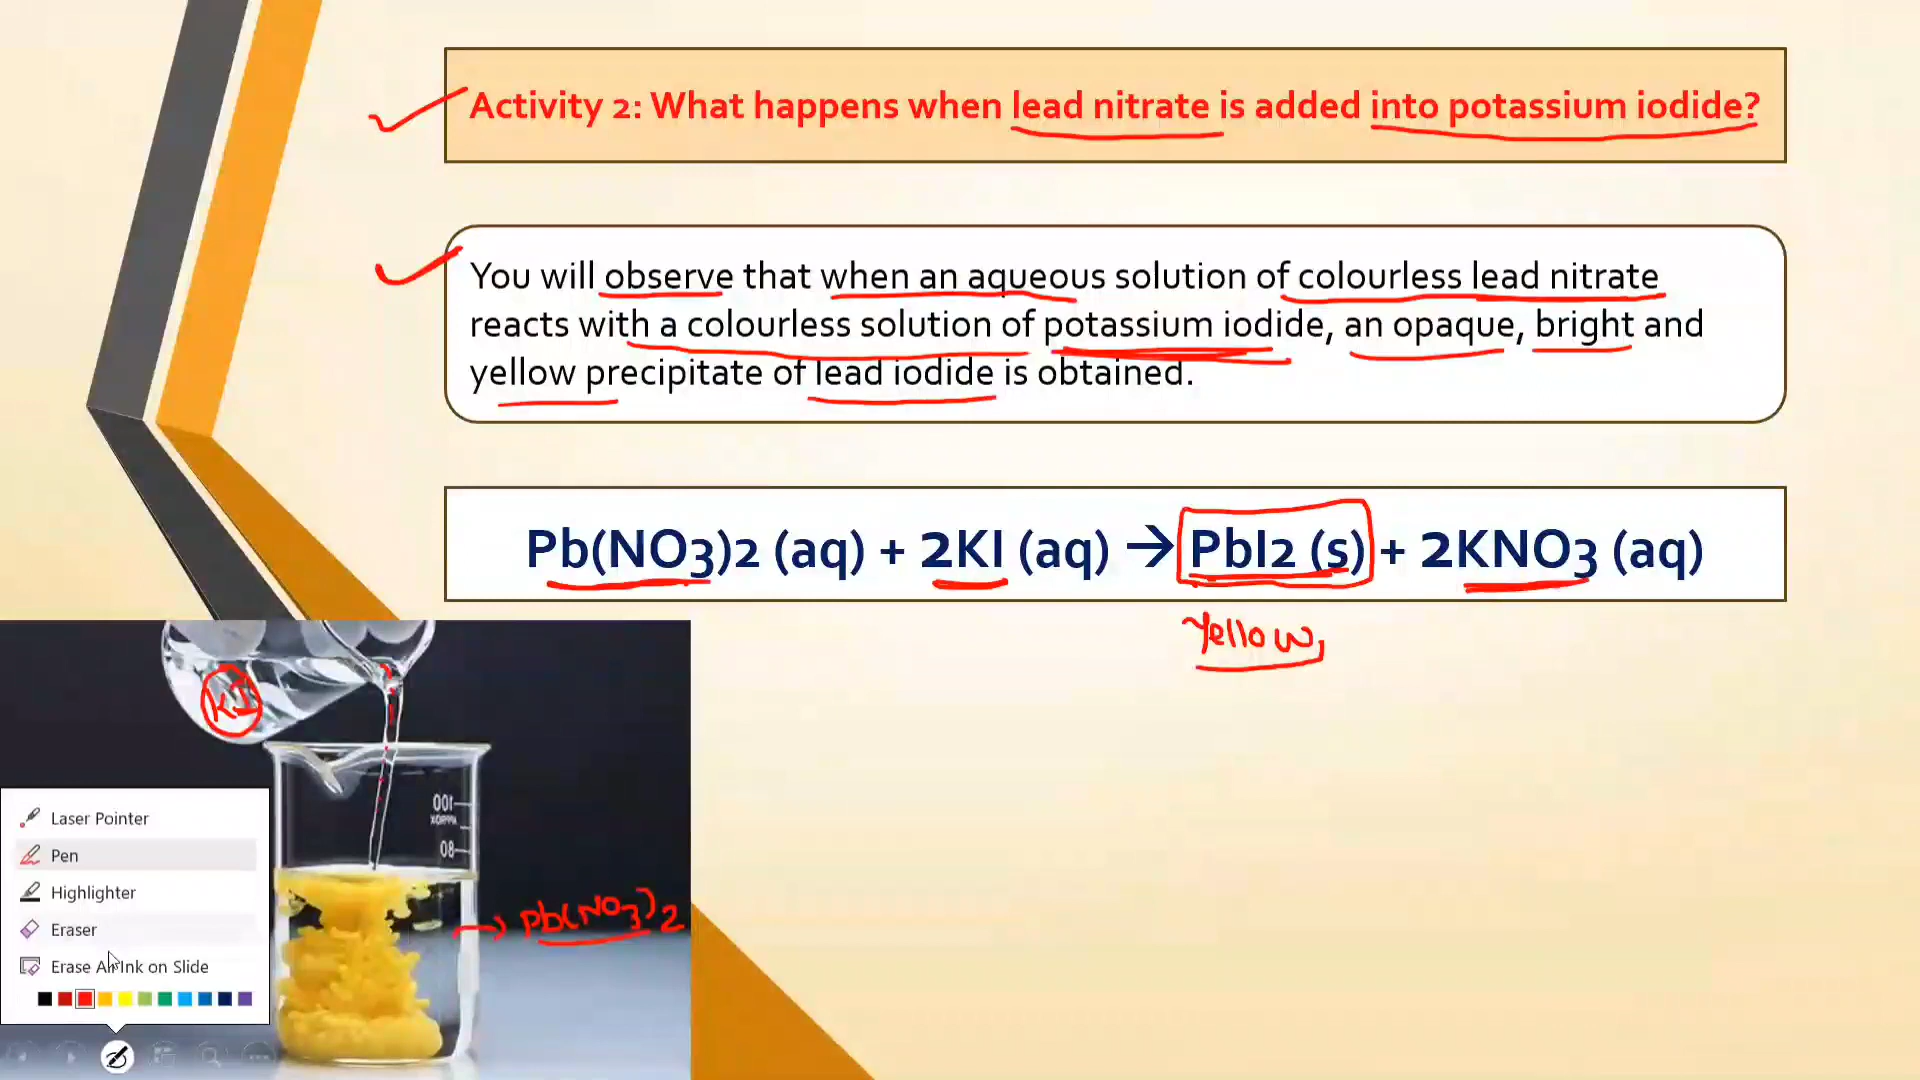 Activity 2: What happens when lead nitrate is added into potassium iodide?
You will observe that when an aqueous solution of colourless lead nitrate
reacts with a colourless solution of potassium iodide, an opaque, bright and
yellow precipitate of lead iodide is obtained.
Pb(NO3)2 (aq) + 2KI (aq) → PbI2 (s) + 2KNO3 (aq)
Yellow
KI
100
APPROX
80
Pb(NO3)2
Laser Pointer
Pen
Highlighter
Eraser
Erase All Ink on Slide